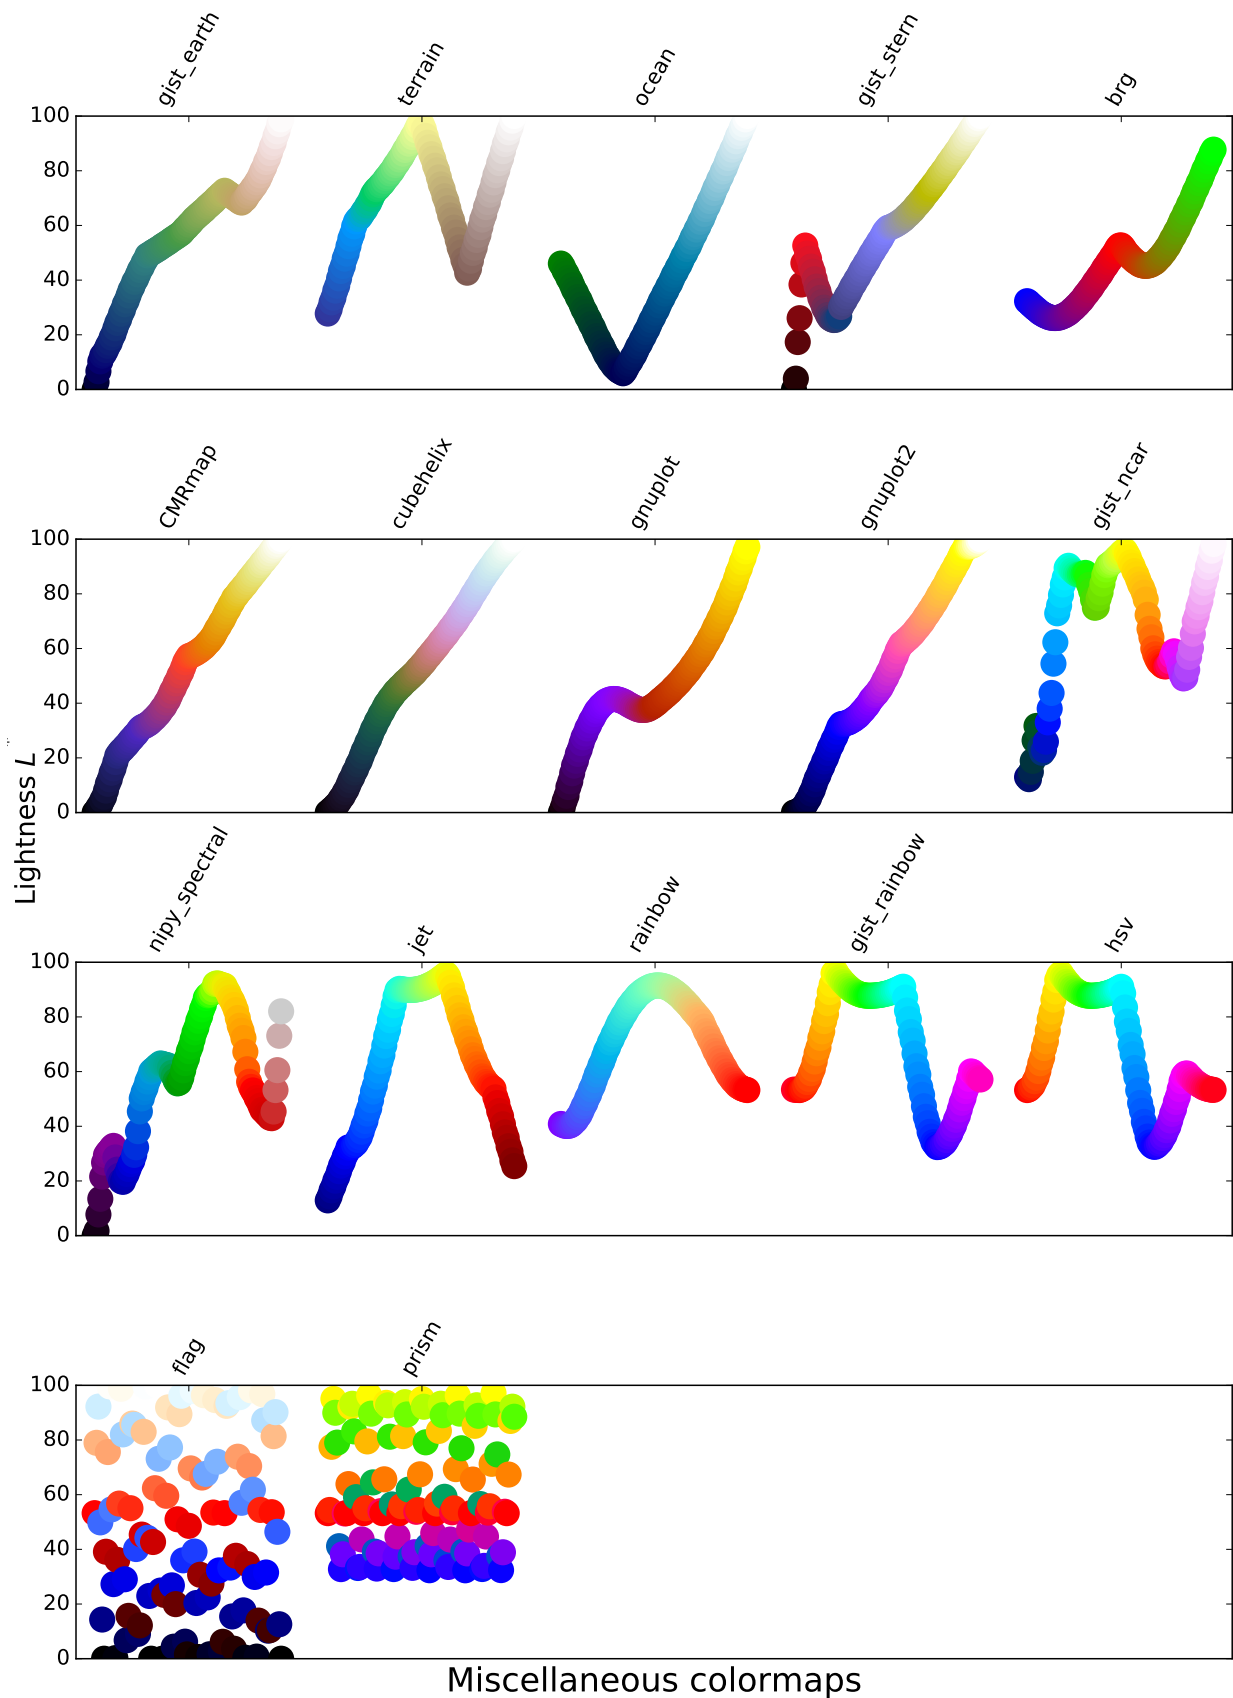 gist_earth
terrain
ocean
gist_stern
brg
100
80
60
40
20
0
CMRmap
cubehelix
gnuplot
gnuplot2
gist_ncar
100
80
60
40
20
0
Lightness L
nipy_spectral
jet
rainbow
gist_rainbow
hsv
100
80
60
40
20
0
flag
prism
100
80
60
40
20
0
Miscellaneous colormaps